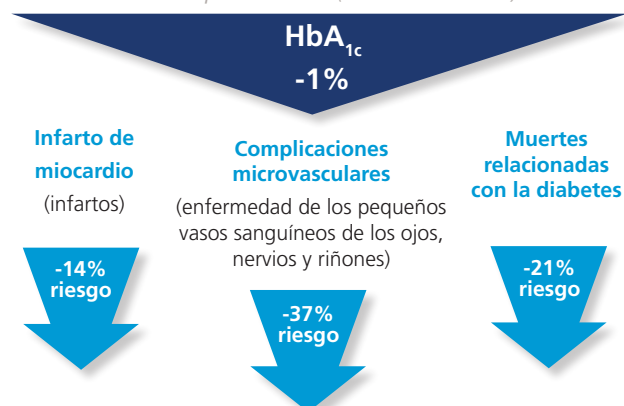 HbA1c
-1%
Infarto de
miocardio
(infartos)
-14%
riesgo
Complicaciones
microvasculares
(enfermedad de los pequeños
vasos sanguíneos de los ojos,
nervios y riñones)
-37%
riesgo
Muertes
relacionadas
con la diabetes
-21%
riesgo